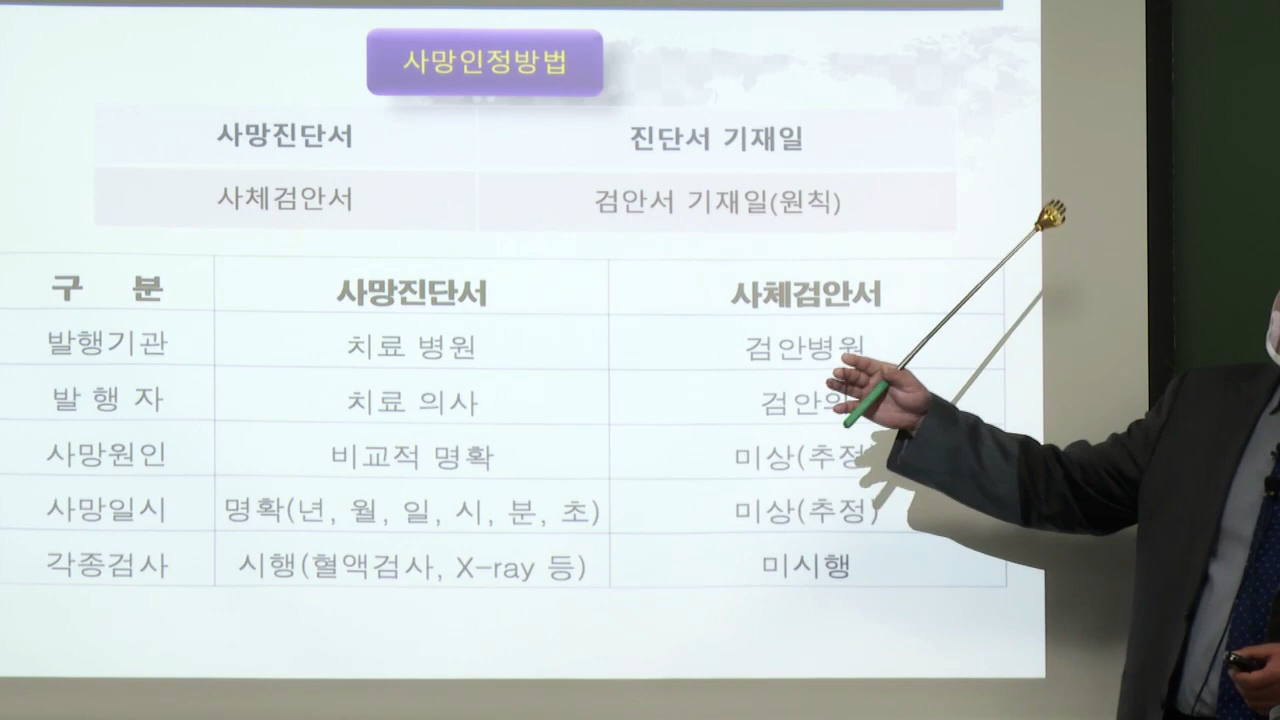 사망인정방법
사망진단서 진단서 기재일
사체검안서 검안서 기재일(원칙)
구 분 사망진단서 사체검안서
발행기관 치료 병원 검안병원
발 행 자 치료 의사
사망원인 비교적 명확 미상(추정
사망일시 명확(년, 월, 일, 시, 분, 초) 미상(추정)
각종검사 시행(혈액검사, X-ray 등) 미시행